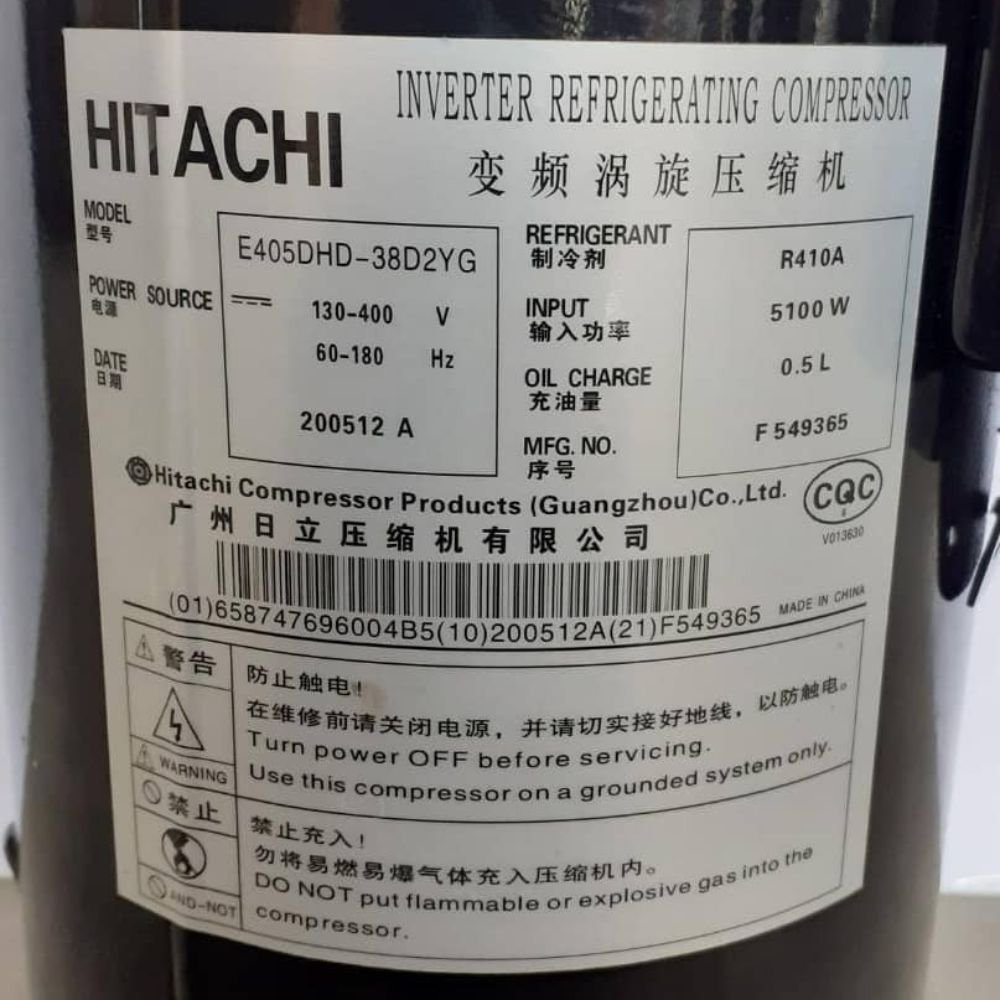 HITACHI
INVERTER REFRIGERATING COMPRESSOR
变频涡旋压缩机
MODEL
型号
E405DHD-38D2YG
POWER SOURCE
电源
130-400 V
60-180 Hz
DATE
日期
200512 A
REFRIGERANT
制冷剂
R410A
INPUT
输入功率
5100 W
OIL CHARGE
充油量
0.5 L
MFG. NO.
序号
F 549365
Hitachi Compressor Products (Guangzhou)Co.,Ltd.
广州日立压缩机有限公司
CQC
V013630
(01)658747696004B5(10)200512A(21)F549365
MADE IN CHINA
警告
WARNING
防止触电!
在维修前请关闭电源，并请切实接好地线，以防触电。
Turn power OFF before servicing.
Use this compressor on a grounded system only.
禁止
AND-NOT
禁止充入!
勿将易燃易爆气体充入压缩机内。
DO NOT put flammable or explosive gas into the
compressor.